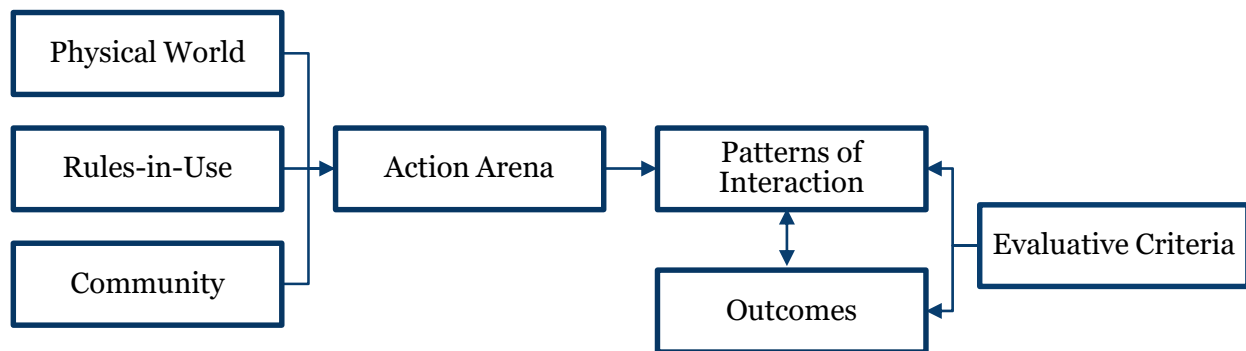 Physical World
Rules-in-Use
Community
Action Arena
Patterns of
Interaction
Outcomes
Evaluative Criteria